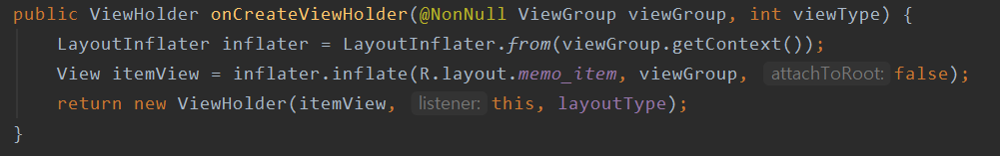 public ViewHolder onCreateViewHolder(@NonNull ViewGroup viewGroup, int viewType) {
LayoutInflater inflater = LayoutInflater.from(viewGroup.getContext());
View itemView = inflater.inflate(R.layout.memo_item, viewGroup, attachToRoot: false);
return new ViewHolder(itemView, listener: this, layoutType);
}